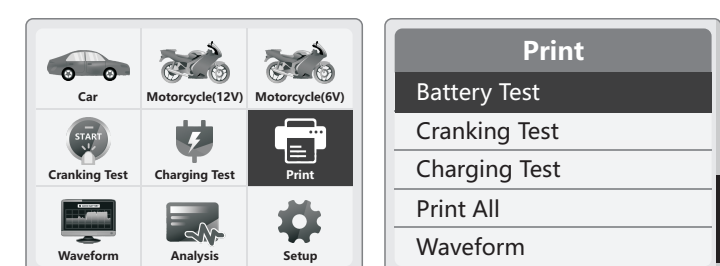 Car
Motorcycle(12V)
Motorcycle(6V)
START
Cranking Test
Charging Test
Print
Waveform
Analysis
Setup
Print
Battery Test
Cranking Test
Charging Test
Print All
Waveform